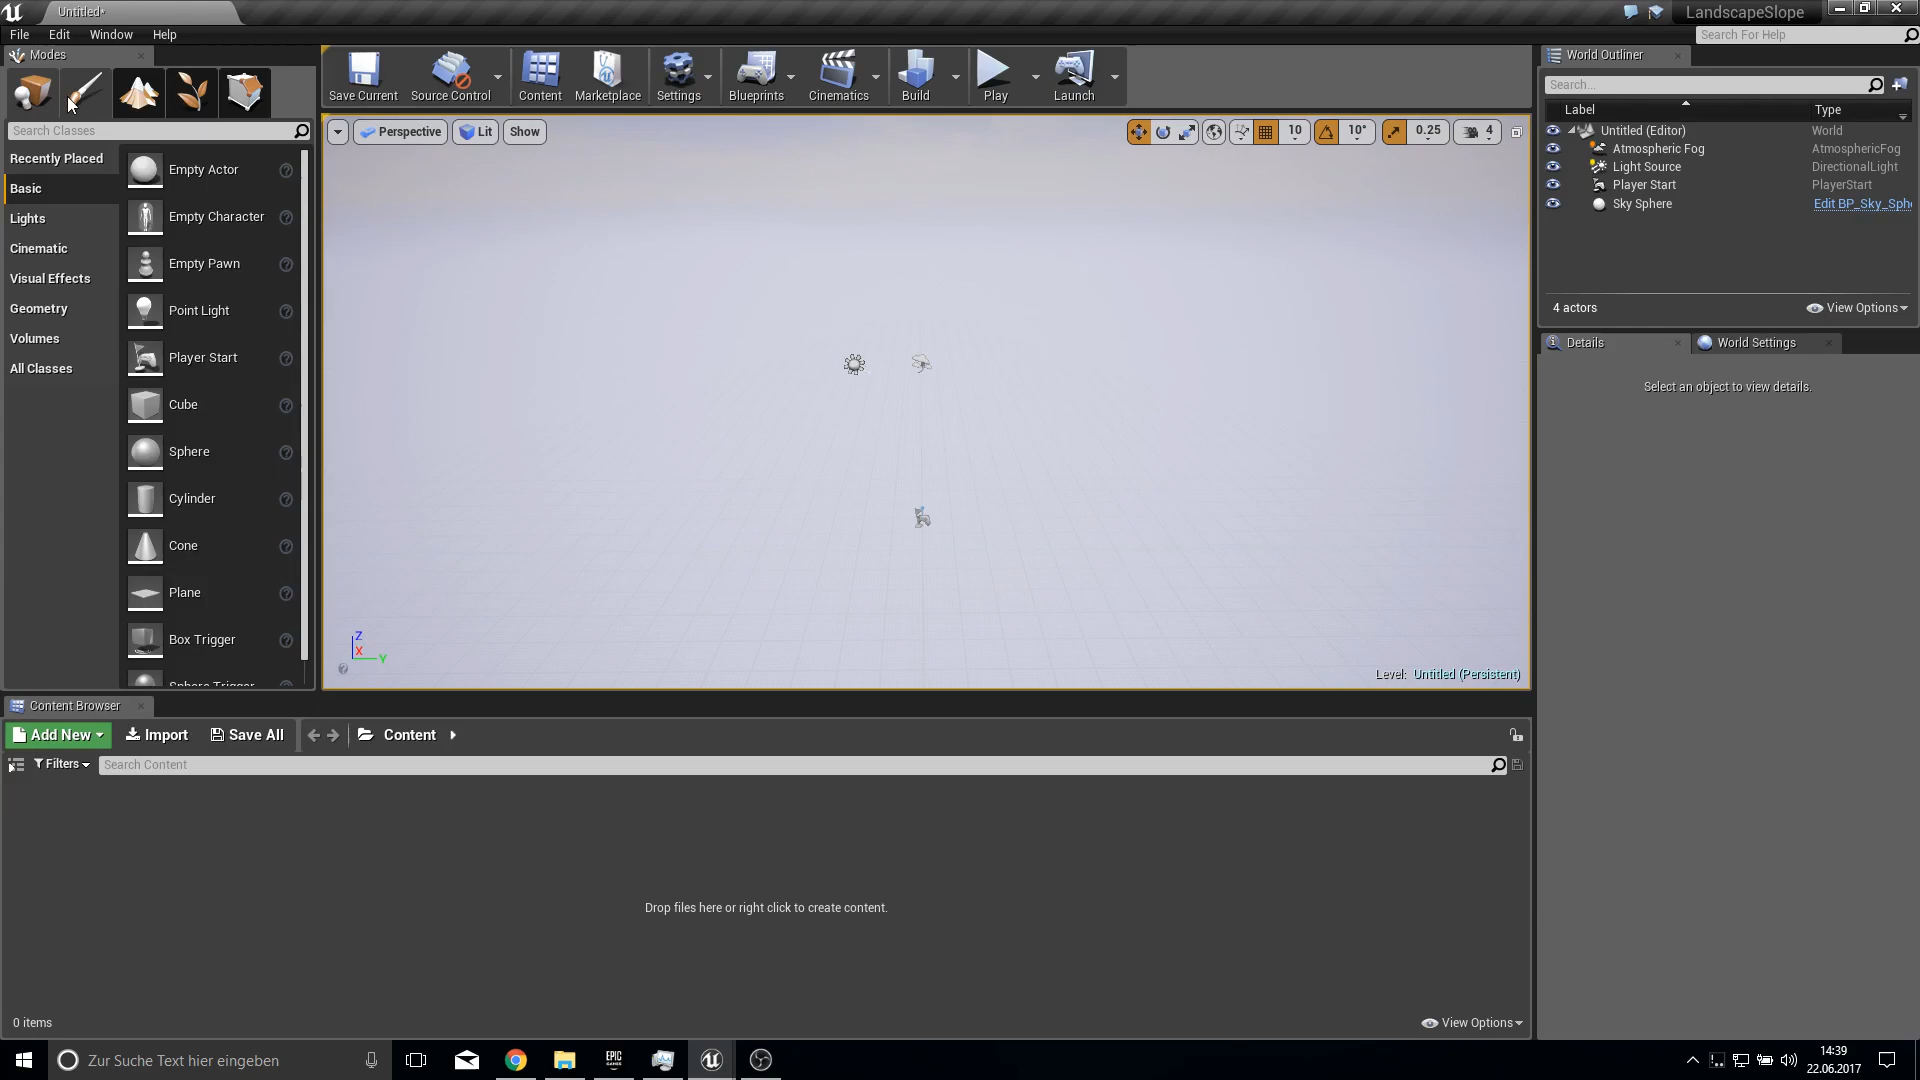 Untitled*
LandscapeSlope
File
Edit
Window
Help
Search For Help
Modes
Save Current
Source Control
Content
Marketplace
Settings
Blueprints
Cinematics
Build
Play
Launch
World Outliner
Search...
Label
Type
Untitled (Editor)
World
Atmospheric Fog
AtmosphericFog
Light Source
DirectionalLight
Player Start
PlayerStart
Sky Sphere
Edit BP_Sky_Sph
4 actors
View Options
Details
World Settings
Select an object to view details.
Search Classes
Recently Placed
Basic
Lights
Cinematic
Visual Effects
Geometry
Volumes
All Classes
Empty Actor
Empty Character
Empty Pawn
Point Light
Player Start
Cube
Sphere
Cylinder
Cone
Plane
Box Trigger
Sphere Trigger
Perspective
Lit
Show
10
10°
0.25
4
Z
X
Y
Level: Untitled (Persistent)
Content Browser
Add New
Import
Save All
Content
Filters
Search Content
Drop files here or right click to create content.
0 items
View Options
Zur Suche Text hier eingeben
EPIC
GAMES
14:39
22.06.2017